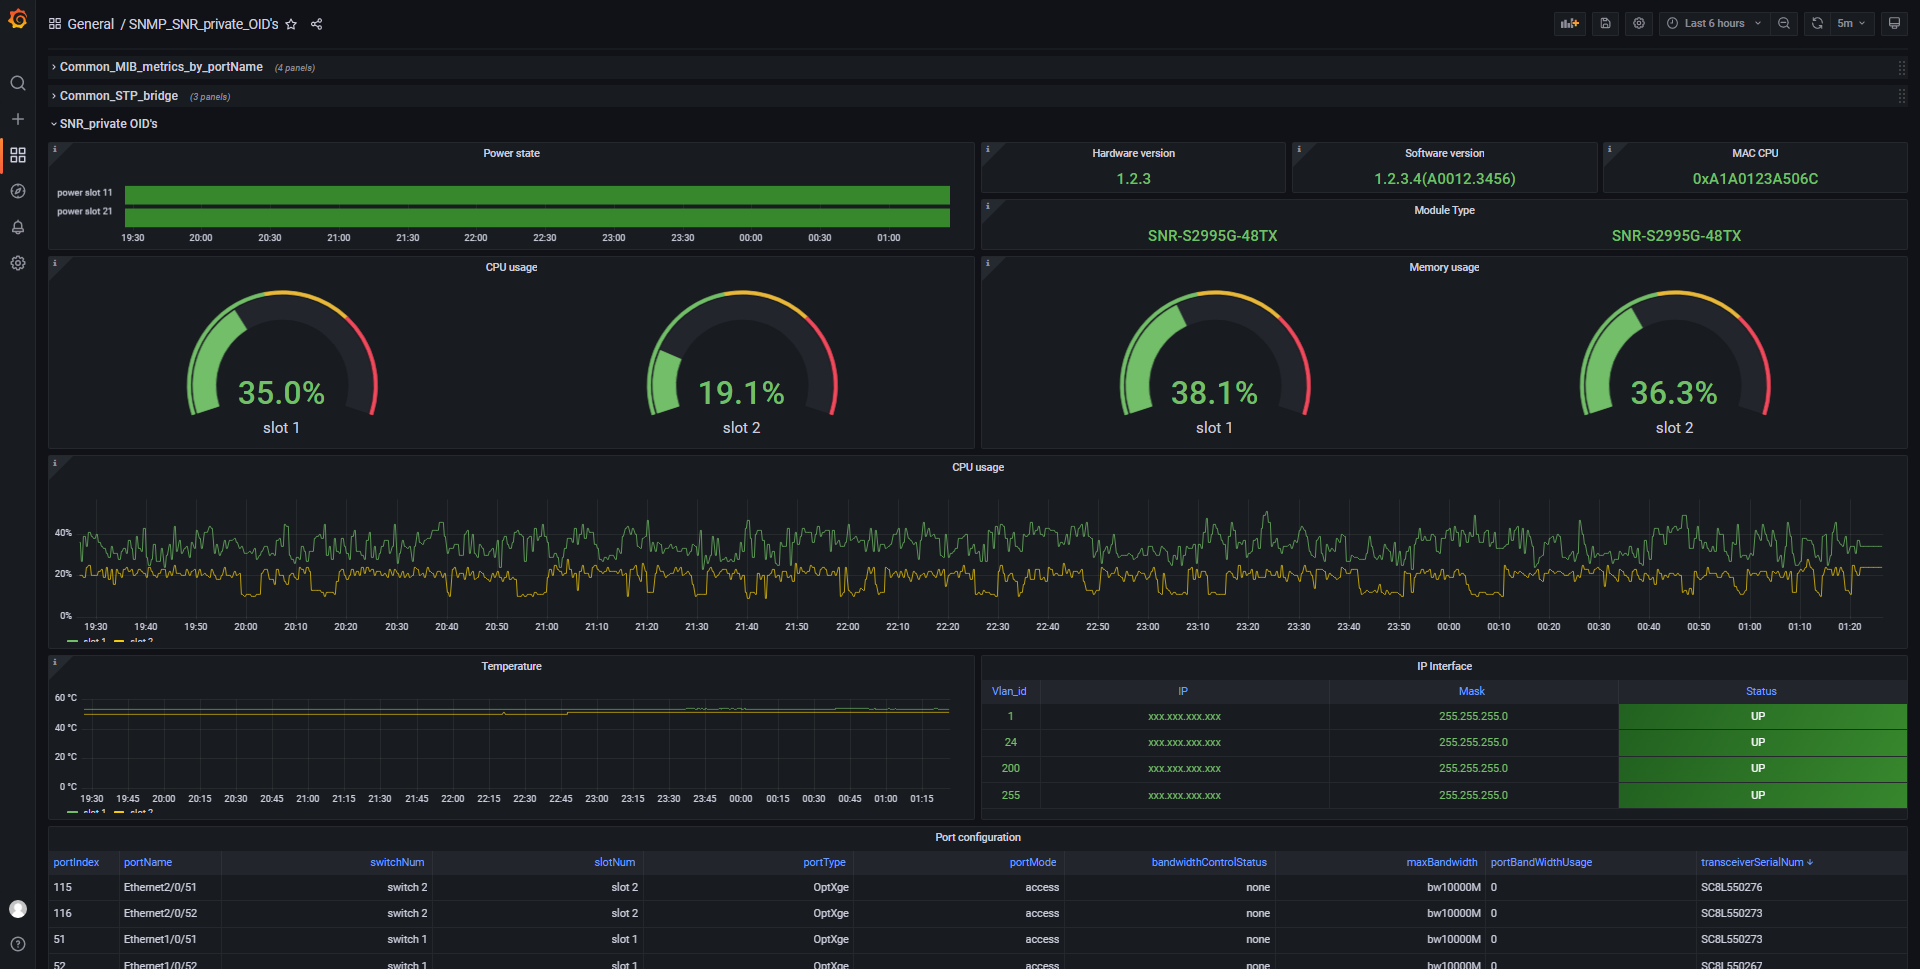 General / SNMP_SNR_private_OID's
Last 6 hours
5m
Common_MIB_metrics_by_portName (4 panels)
Common_STP_bridge (3 panels)
SNR_private OID's
Power state
power slot 11
power slot 21
19:30 20:00 20:30 21:00 21:30 22:00 22:30 23:00 23:30 00:00 00:30 01:00
Hardware version
1.2.3
Software version
1.2.3.4(A0012.3456)
MAC CPU
0xA1A0123A506C
Module Type
SNR-S2995G-48TX SNR-S2995G-48TX
CPU usage
35.0% 19.1%
slot 1 slot 2
Memory usage
38.1% 36.3%
slot 1 slot 2
CPU usage
40%
20%
0%
19:30 19:40 19:50 20:00 20:10 20:20 20:30 20:40 20:50 21:00 21:10 21:20 21:30 21:40 21:50 22:00 22:10 22:20 22:30 22:40 22:50 23:00 23:10 23:20 23:30 23:40 23:50 00:00 00:10 00:20 00:30 00:40 00:50 01:00 01:10 01:20
slot 1 slot 2
Temperature
60 °C
40 °C
20 °C
0 °C
19:30 19:45 20:00 20:15 20:30 20:45 21:00 21:15 21:30 21:45 22:00 22:15 22:30 22:45 23:00 23:15 23:30 23:45 00:00 00:15 00:30 00:45 01:00 01:15
slot 1 slot 2
IP Interface
Vlan_id IP Mask Status
1 xxx.xxx.xxx.xxx 255.255.255.0 UP
24 xxx.xxx.xxx.xxx 255.255.255.0 UP
200 xxx.xxx.xxx.xxx 255.255.255.0 UP
255 xxx.xxx.xxx.xxx 255.255.255.0 UP
Port configuration
portIndex portName switchNum slotNum portType portMode bandwidthControlStatus maxBandwidth portBandWidthUsage transceiverSerialNum
115 Ethernet2/0/51 switch 2 slot 2 OptXge access none bw10000M 0 SC8L550276
116 Ethernet2/0/52 switch 2 slot 2 OptXge access none bw10000M 0 SC8L550273
51 Ethernet1/0/51 switch 1 slot 1 OptXge access none bw10000M 0 SC8L550273
52 Ethernet1/0/52 switch 1 slot 1 OptXge access none bw10000M 0 SC8L550267